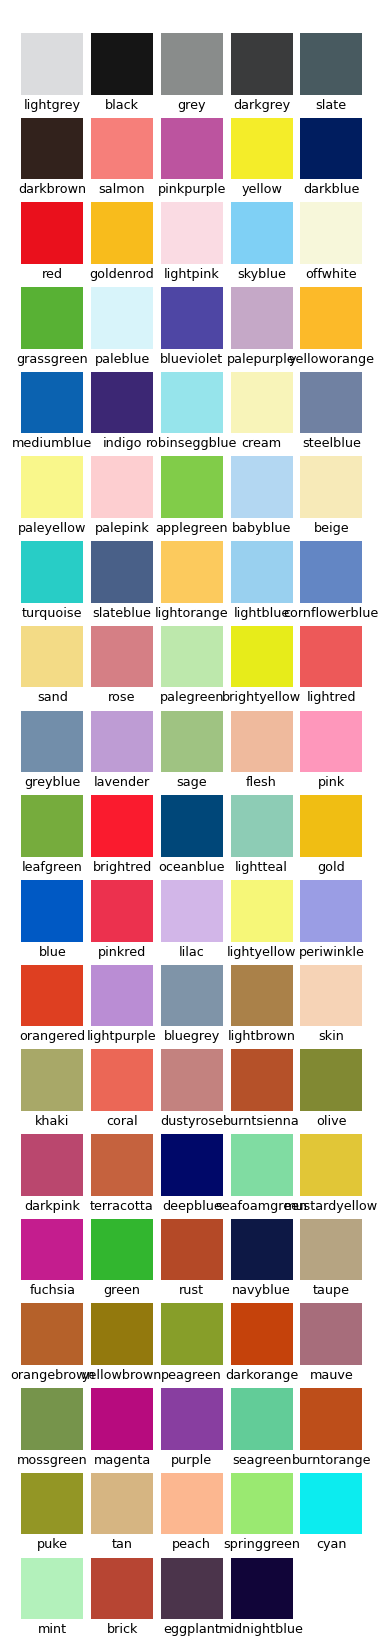 lightgrey black grey darkgrey slate
darkbrown salmon pinkpurple yellow darkblue
red goldenrod lightpink skyblue offwhite
grassgreen paleblue blueviolet palepurple yelloworange
mediumblue indigo robinseggblue cream steelblue
paleyellow palepink applegreen babyblue beige
turquoise slateblue lightorange lightblue cornflowerblue
sand rose palegreen brightyellow lightred
greyblue lavender sage flesh pink
leafgreen brightred oceanblue lightteal gold
blue pinkred lilac lightyellow periwinkle
orangered lightpurple bluegrey lightbrown skin
khaki coral dustyrose burntsienna olive
darkpink terracotta deepblue seafoamgreen mustardyellow
fuchsia green rust navyblue taupe
orangebrown yellowbrown peagreen darkorange mauve
mossgreen magenta purple seagreen burntorange
puke tan peach springgreen cyan
mint brick eggplant midnightblue